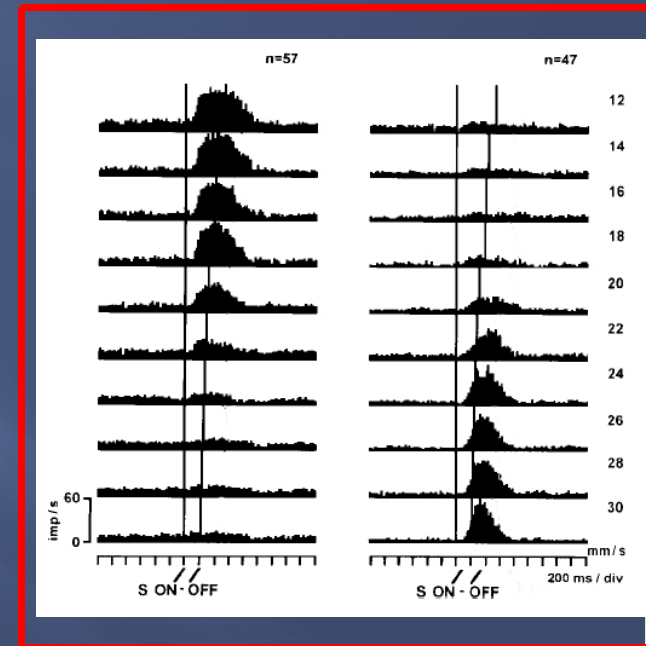 n=57
n=47
12
14
16
18
20
22
24
26
28
30
60
imp / s
0
mm / s
200 ms / div
S ON - OFF
S ON - OFF